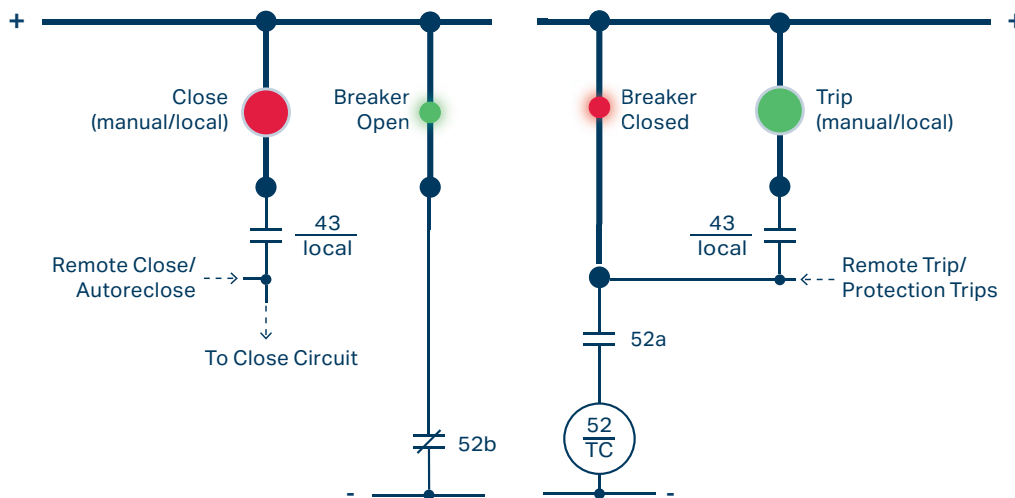 +
+
Close
(manual/local)
Breaker
Open
Breaker
Closed
Trip
(manual/local)
43
local
43
local
Remote Close/
Autoreclose
Remote Trip/
Protection Trips
To Close Circuit
52a
52b
52
TC
-
-